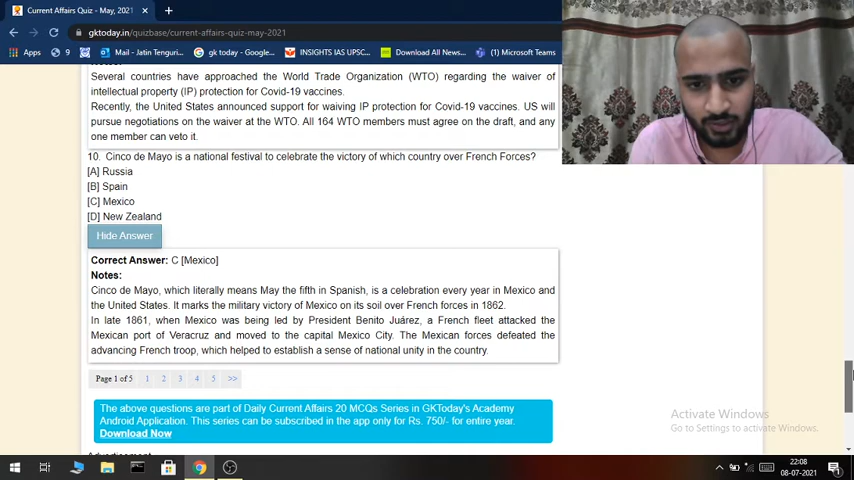 Current Affairs Quiz - May, 2021
gktoday.in/quizbase/current-affairs-quiz-may-2021
Apps
9
Mail - Jatin Tenguri...
gk today - Google...
INSIGHTS IAS UPSC...
Download All News...
(1) Microsoft Teams
Several countries have approached the World Trade Organization (WTO) regarding the waiver of
intellectual property (IP) protection for Covid-19 vaccines.
Recently, the United States announced support for waiving IP protection for Covid-19 vaccines. US will
pursue negotiations on the waiver at the WTO. All 164 WTO members must agree on the draft, and any
one member can veto it.
10. Cinco de Mayo is a national festival to celebrate the victory of which country over French Forces?
[A] Russia
[B] Spain
[C] Mexico
[D] New Zealand
Hide Answer
Correct Answer: C [Mexico]
Notes:
Cinco de Mayo, which literally means May the fifth in Spanish, is a celebration every year in Mexico and
the United States. It marks the military victory of Mexico on its soil over French forces in 1862.
In late 1861, when Mexico was being led by President Benito Juárez, a French fleet attacked the
Mexican port of Veracruz and moved to the capital Mexico City. The Mexican forces defeated the
advancing French troop, which helped to establish a sense of national unity in the country.
Page 1 of 5 1 2 3 4 5 >>
The above questions are part of Daily Current Affairs 20 MCQs Series in GKToday's Academy
Android Application. This series can be subscribed in the app only for Rs. 750/- for entire year.
Download Now
Activate Windows
Go to Settings to activate Windows.
22:08
08-07-2021